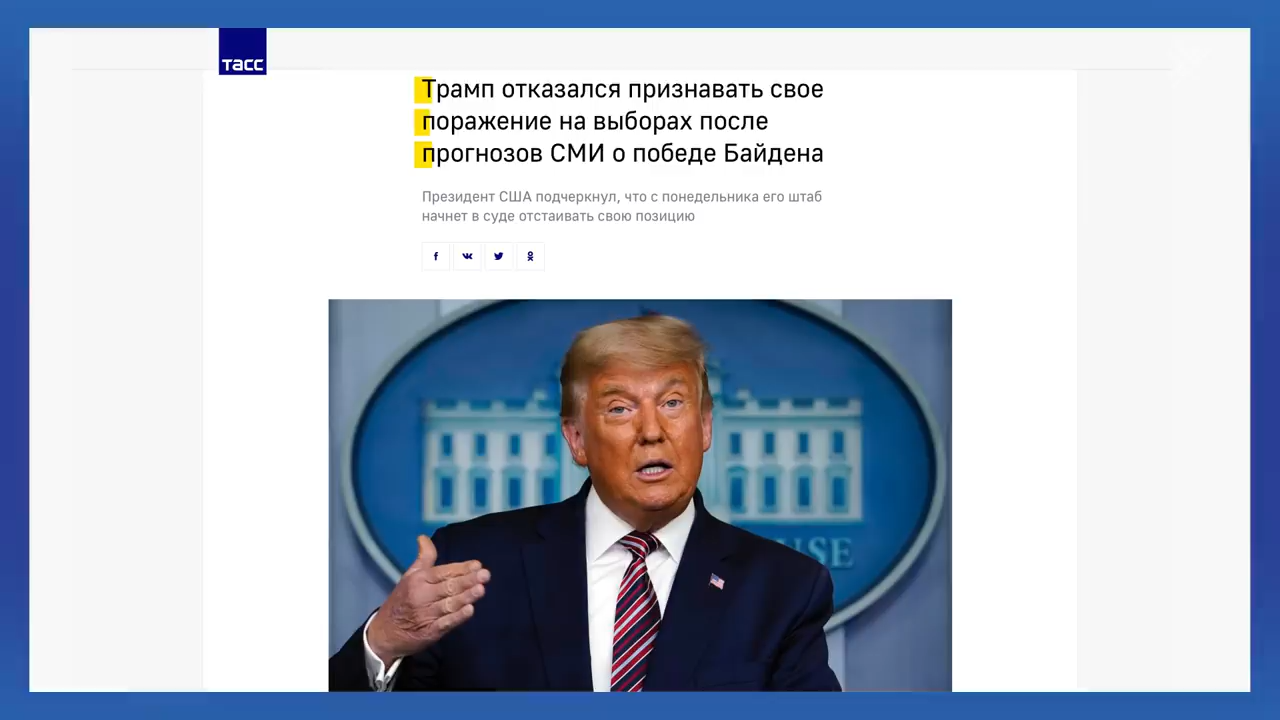 тасс
Трамп отказался признавать свое
поражение на выборах после
прогнозов СМИ о победе Байдена
Президент США подчеркнул, что с понедельника его штаб
начнет в суде отстаивать свою позицию
USE